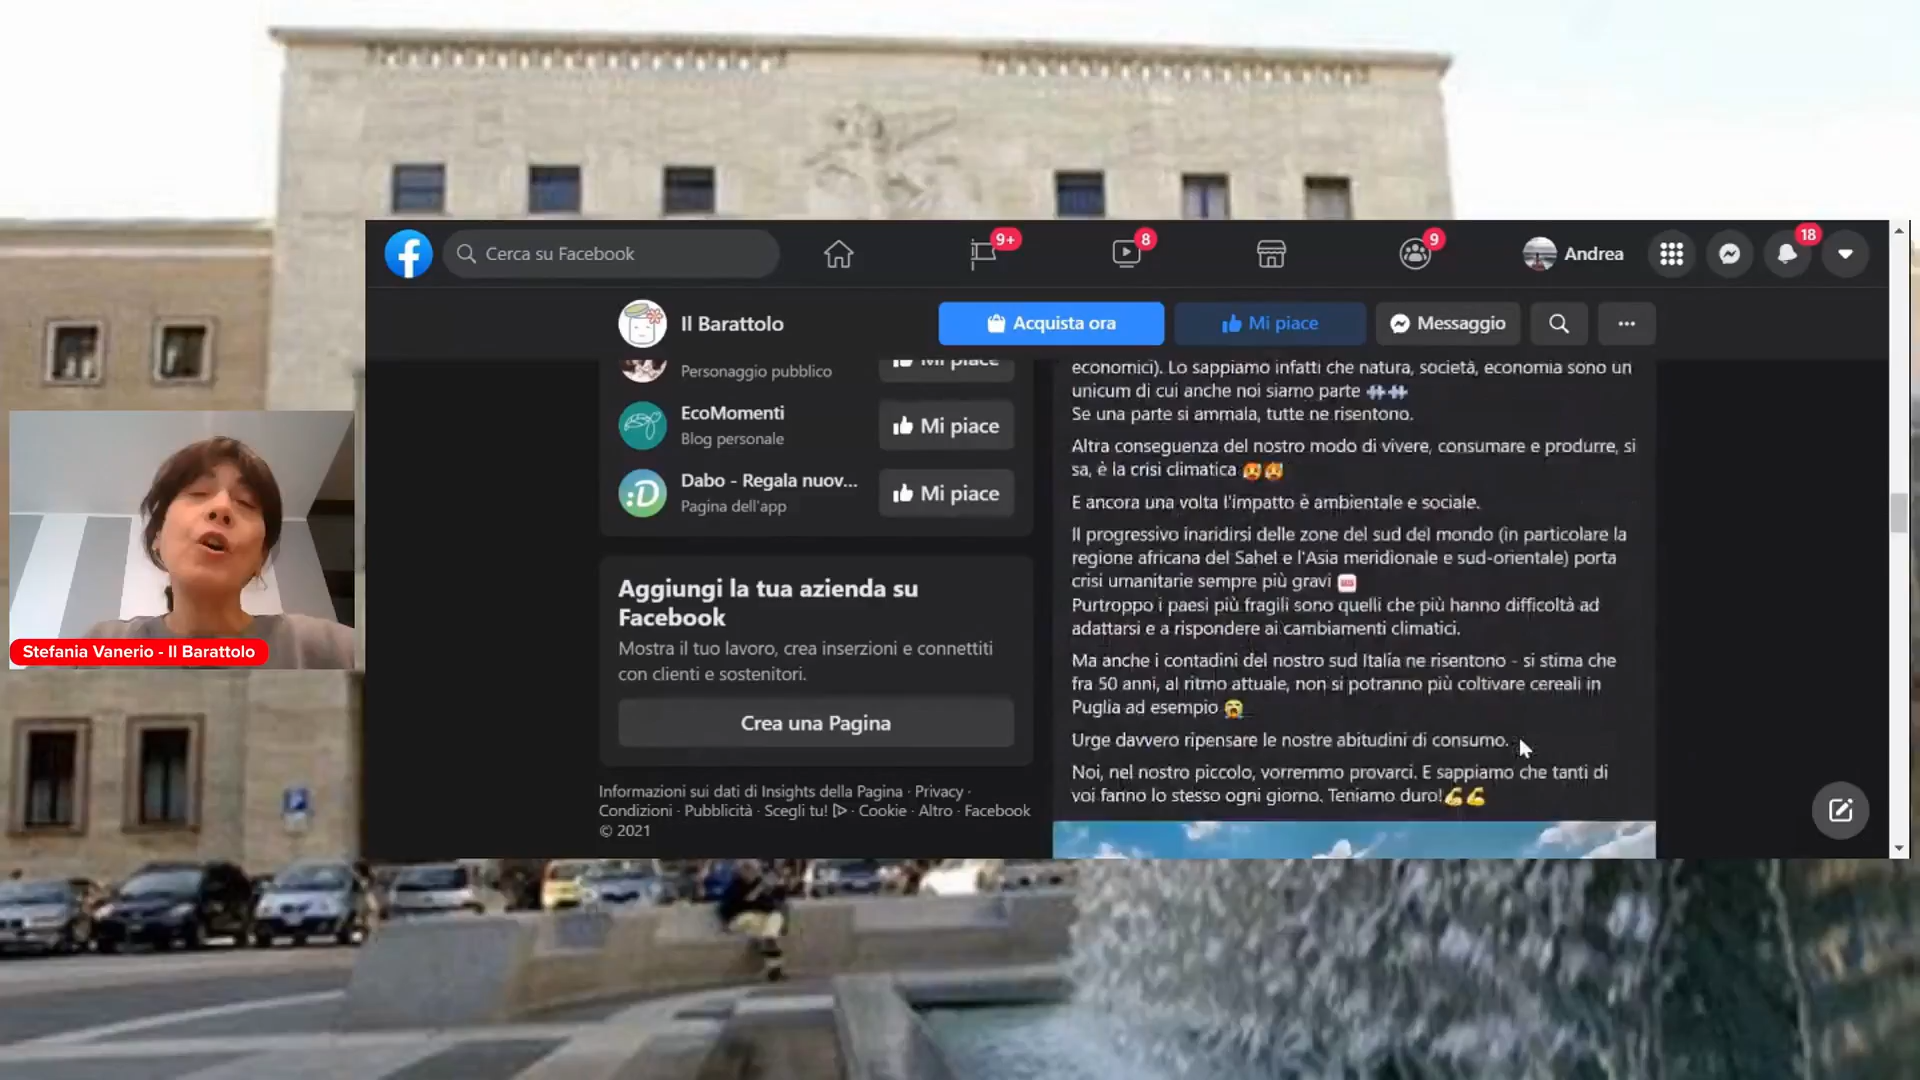 Cerca su Facebook
9+
8
9
Andrea
18
Il Barattolo
Acquista ora
Mi piace
Messaggio
Mi piace
Personaggio pubblico
EcoMomenti
Blog personale
Mi piace
Dabo - Regala nuov...
Pagina dell'app
Mi piace
Aggiungi la tua azienda su
Facebook
Mostra il tuo lavoro, crea inserzioni e connettiti
con clienti e sostenitori.
Crea una Pagina
Informazioni sui dati di Insights della Pagina · Privacy ·
Condizioni · Pubblicità · Scegli tu! · Cookie · Altro · Facebook
© 2021
economici). Lo sappiamo infatti che natura, società, economia sono un
unicum di cui anche noi siamo parte
Se una parte si ammala, tutte ne risentono.
Altra conseguenza del nostro modo di vivere, consumare e produrre, si
sa, è la crisi climatica 🥵🥵
E ancora una volta l'impatto è ambientale e sociale.
Il progressivo inaridirsi delle zone del sud del mondo (in particolare la
regione africana del Sahel e l'Asia meridionale e sud-orientale) porta
crisi umanitarie sempre più gravi
Purtroppo i paesi più fragili sono quelli che più hanno difficoltà ad
adattarsi e a rispondere ai cambiamenti climatici.
Ma anche i contadini del nostro sud Italia ne risentono - si stima che
fra 50 anni, al ritmo attuale, non si potranno più coltivare cereali in
Puglia ad esempio 😭
Urge davvero ripensare le nostre abitudini di consumo.
Noi, nel nostro piccolo, vorremmo provarci. E sappiamo che tanti di
voi fanno lo stesso ogni giorno. Teniamo duro!💪💪
Stefania Vanerio - Il Barattolo